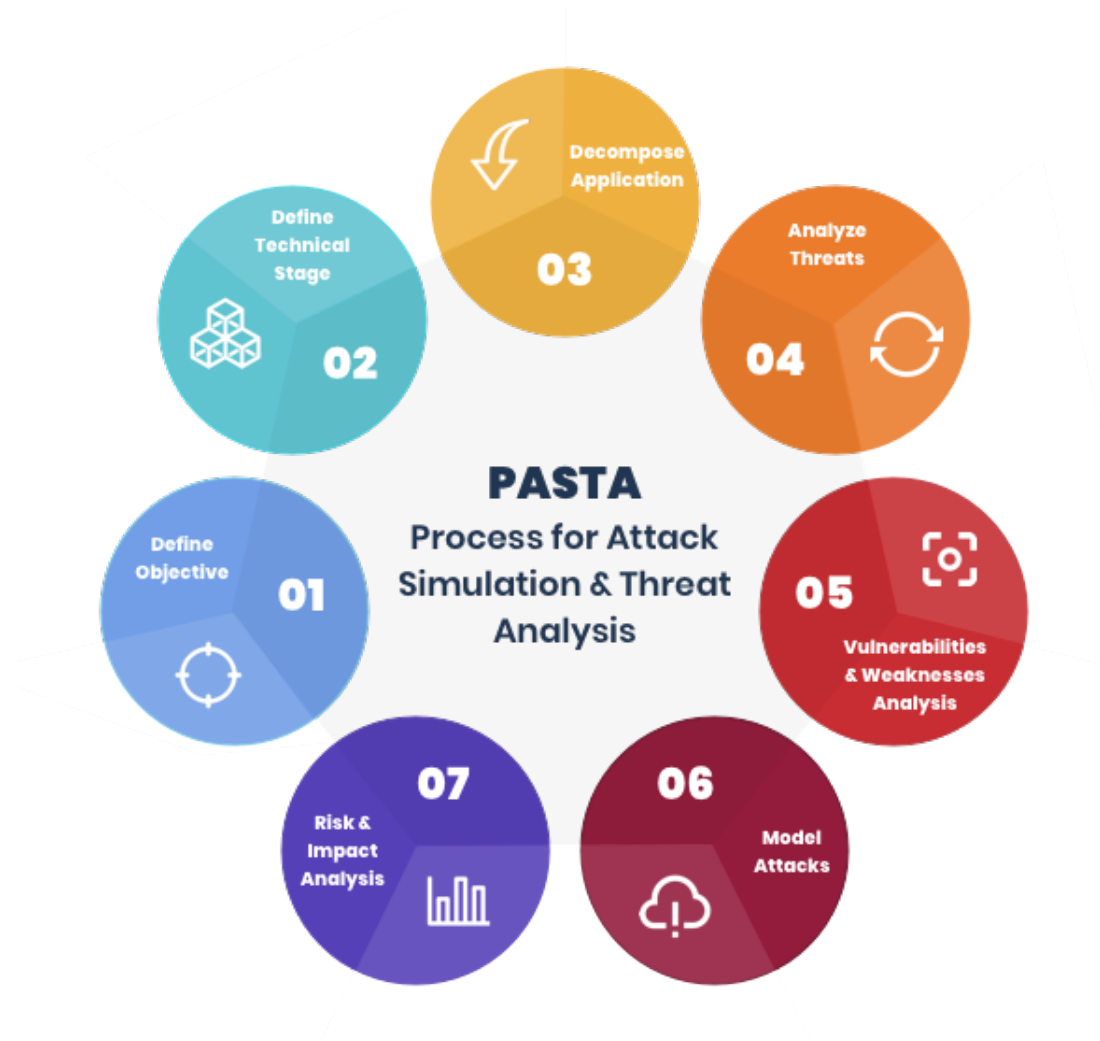 PASTA
Process for Attack
Simulation & Threat
Analysis
Define
Objective
01
Define
Technical
Stage
02
Decompose
Application
03
Analyze
Threats
04
05
Vulnerabilities
& Weaknesses
Analysis
06
Model
Attacks
07
Risk &
Impact
Analysis